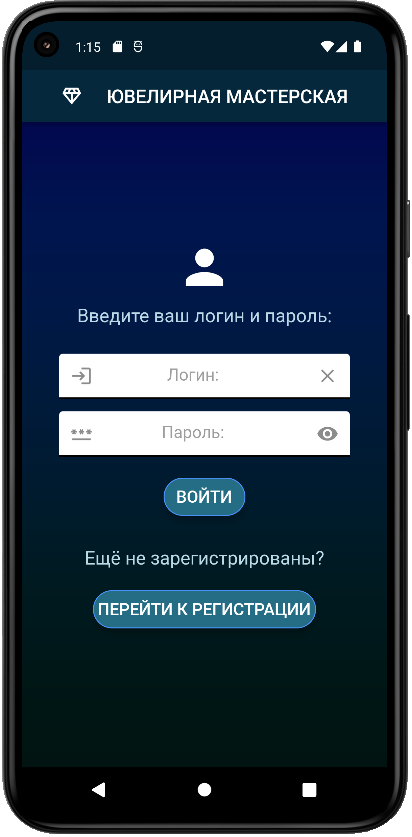 1:15
ЮВЕЛИРНАЯ МАСТЕРСКАЯ
Введите ваш логин и пароль:
Логин:
Пароль:
ВОЙТИ
Ещё не зарегистрированы?
ПЕРЕЙТИ К РЕГИСТРАЦИИ